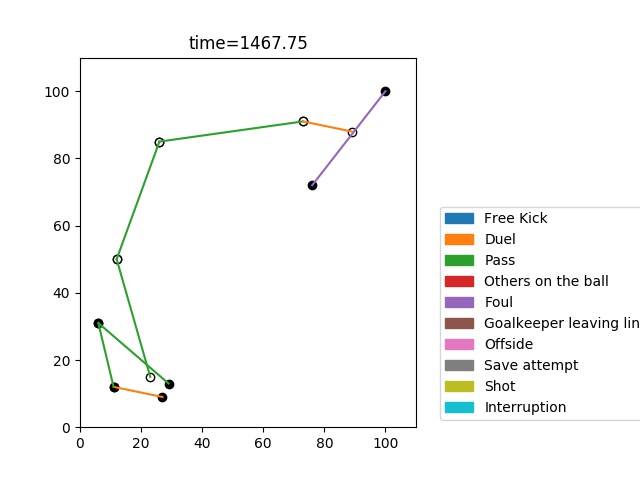 time=1467.75
100
80
60
40
20
0
0 20 40 60 80 100
Free Kick
Duel
Pass
Others on the ball
Foul
Goalkeeper leaving lin
Offside
Save attempt
Shot
Interruption